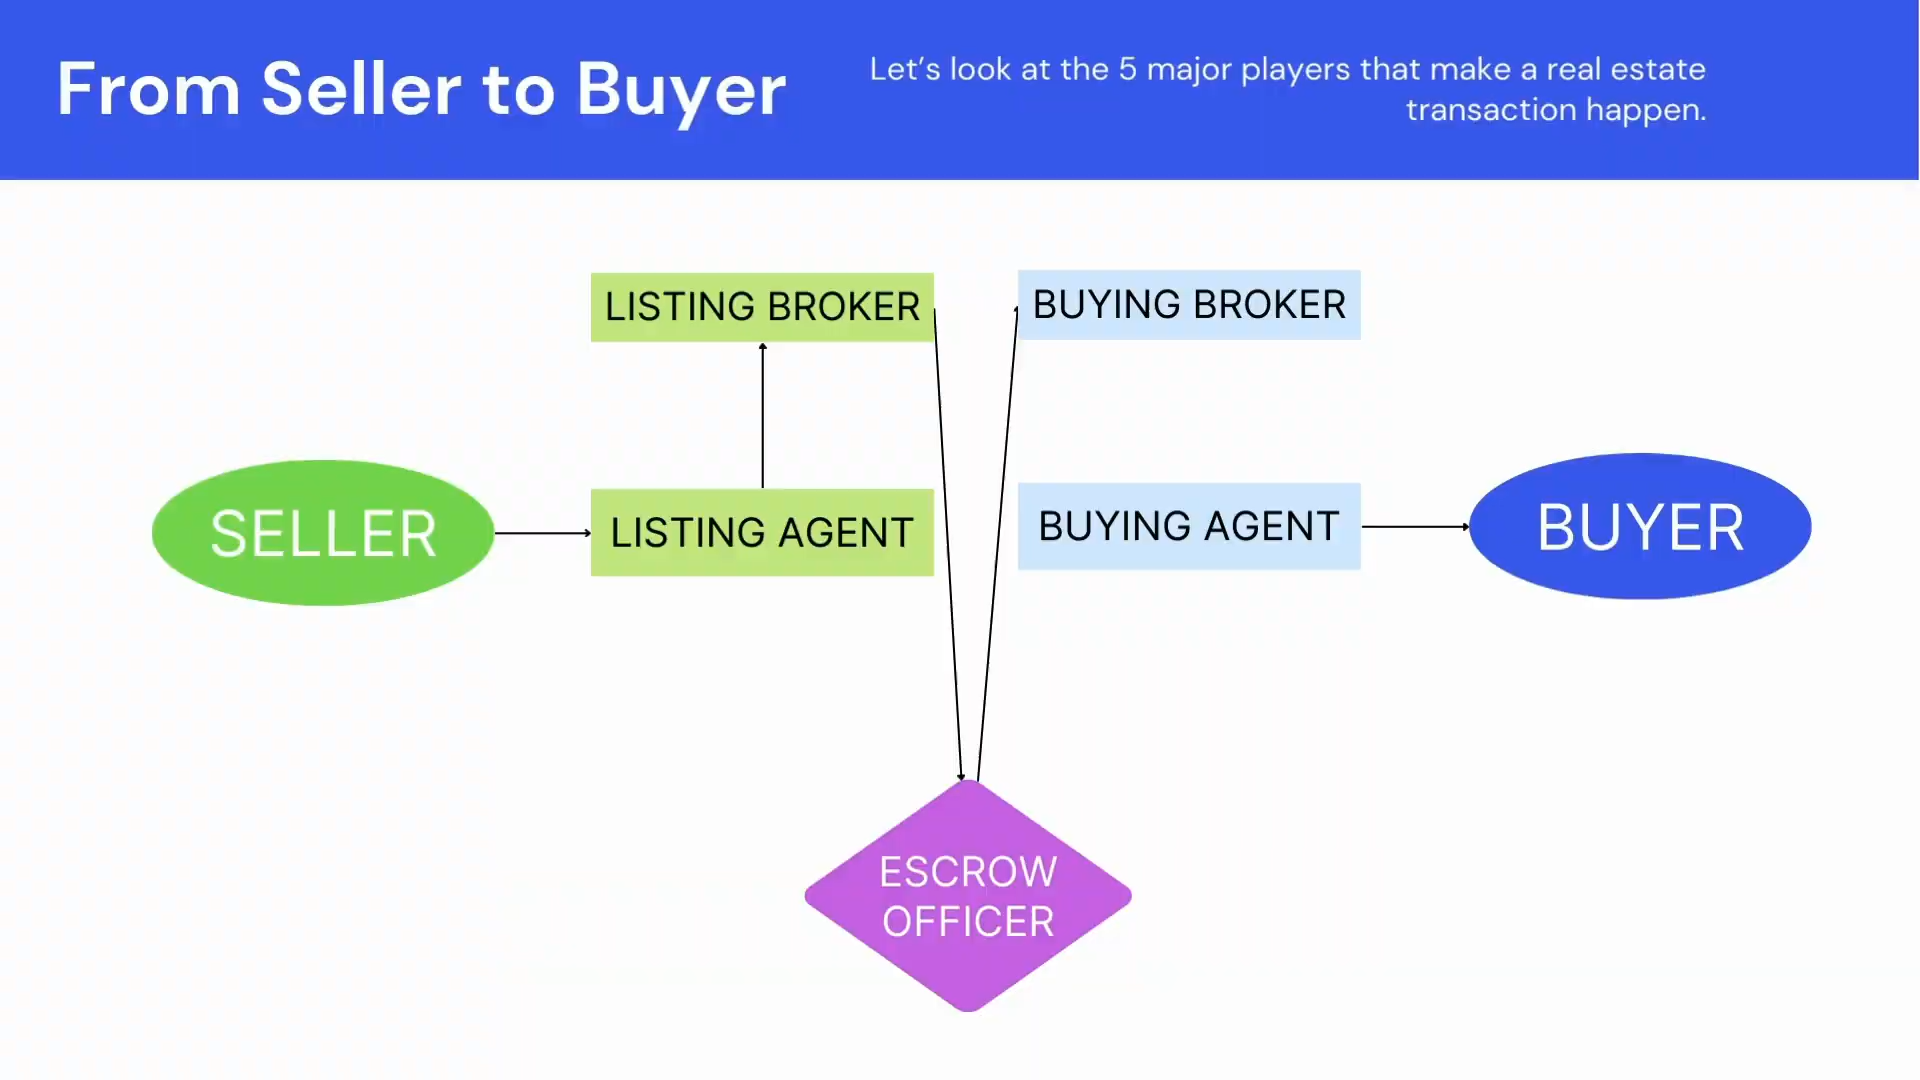 From Seller to Buyer
Let’s look at the 5 major players that make a real estate
transaction happen.
LISTING BROKER
BUYING BROKER
SELLER
LISTING AGENT
BUYING AGENT
BUYER
ESCROW
OFFICER